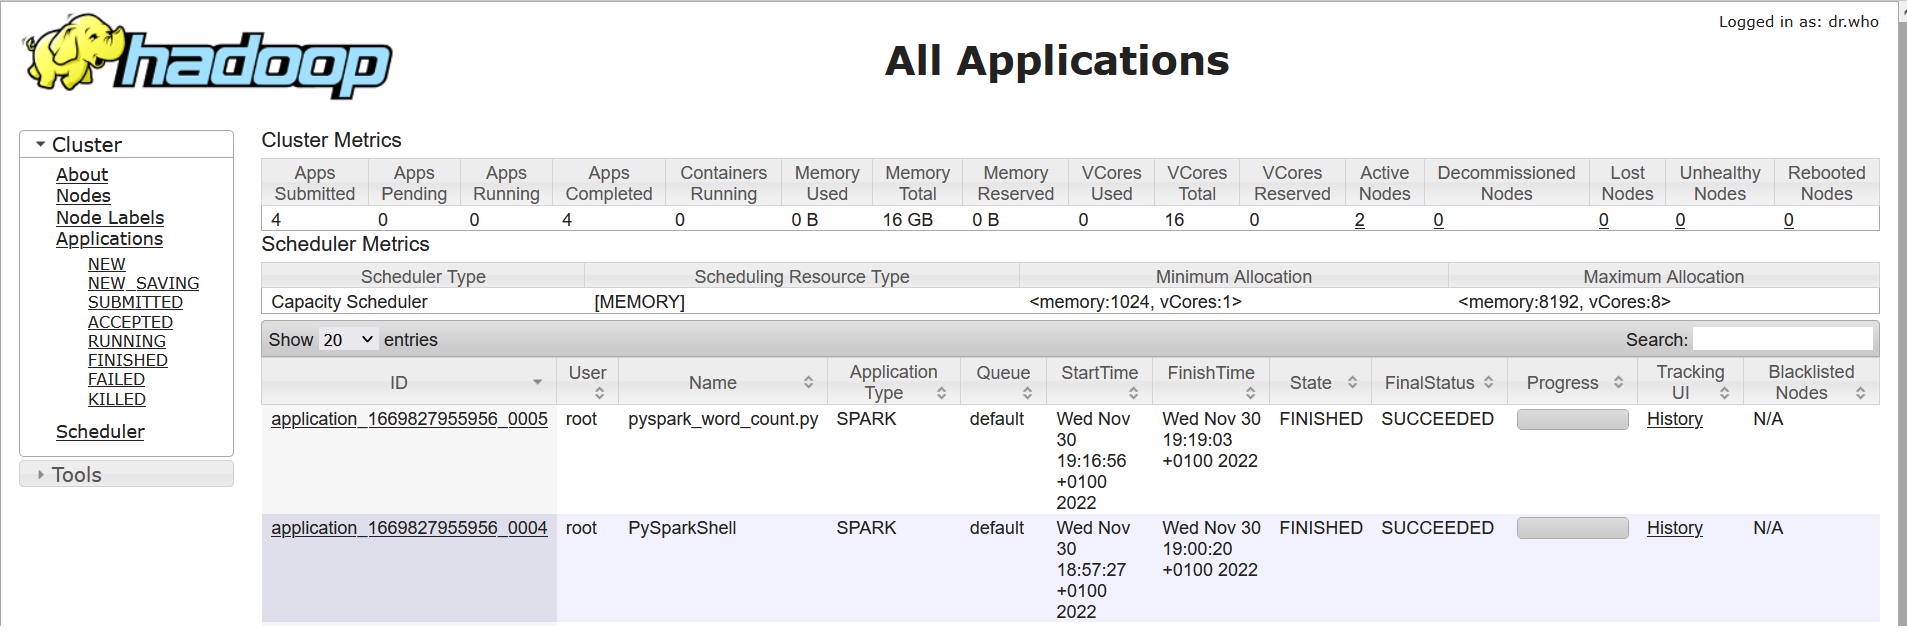 Logged in as: dr.who
hadoop
All Applications
Cluster
About
Nodes
Node Labels
Applications
NEW
NEW_SAVING
SUBMITTED
ACCEPTED
RUNNING
FINISHED
FAILED
KILLED
Scheduler
Tools
Cluster Metrics
Apps Submitted Apps Pending Apps Running Apps Completed Containers Running Memory Used Memory Total Memory Reserved VCores Used VCores Total VCores Reserved Active Nodes Decommissioned Nodes Lost Nodes Unhealthy Nodes Rebooted Nodes
4 0 0 4 0 0 B 16 GB 0 B 0 16 0 2 0 0 0 0
Scheduler Metrics
Scheduler Type Scheduling Resource Type Minimum Allocation Maximum Allocation
Capacity Scheduler [MEMORY] <memory:1024, vCores:1> <memory:8192, vCores:8>
Show 20 entries Search:
ID User Name Application Type Queue StartTime FinishTime State FinalStatus Progress Tracking UI Blacklisted Nodes
application_1669827955956_0005 root pyspark_word_count.py SPARK default Wed Nov 30 19:16:56 +0100 2022 Wed Nov 30 19:19:03 +0100 2022 FINISHED SUCCEEDED History N/A
application_1669827955956_0004 root PySparkShell SPARK default Wed Nov 30 18:57:27 +0100 2022 Wed Nov 30 19:00:20 +0100 2022 FINISHED SUCCEEDED History N/A